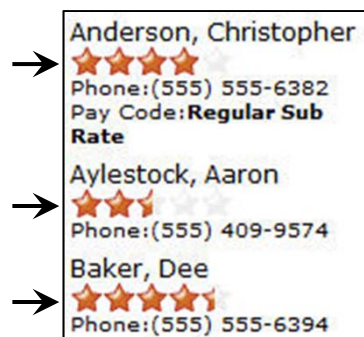 Anderson, Christopher
Phone:(555) 555-6382
Pay Code:Regular Sub
Rate
Aylestock, Aaron
Phone:(555) 409-9574
Baker, Dee
Phone:(555) 555-6394